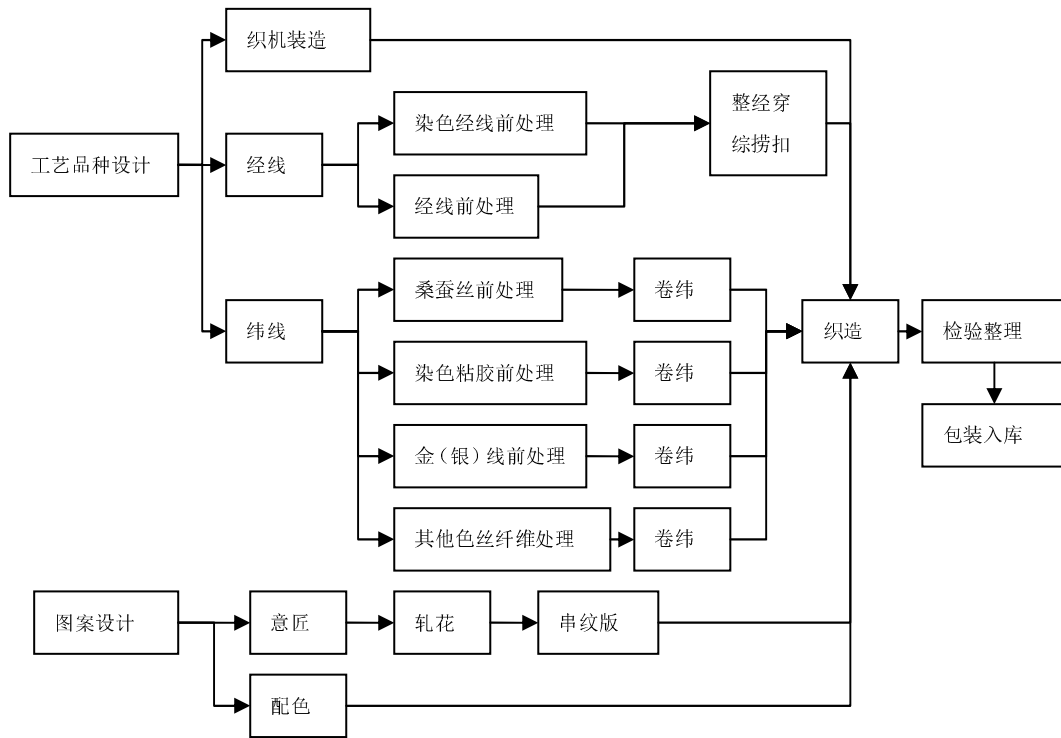 织机装造
染色经线前处理
整经穿
综捞扣
工艺品种设计
经线
经线前处理
桑蚕丝前处理
卷纬
纬线
织造
检验整理
染色粘胶前处理
卷纬
包装入库
金（银）线前处理
卷纬
其他色丝纤维处理
卷纬
图案设计
意匠
轧花
串纹版
配色